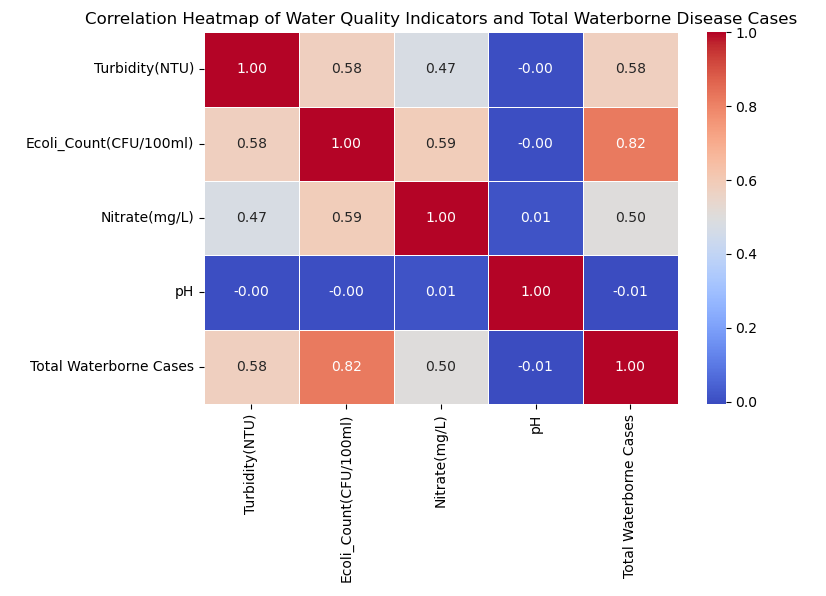 Correlation Heatmap of Water Quality Indicators and Total Waterborne Disease Cases
Turbidity(NTU) 1.00 0.58 0.47 -0.00 0.58
Ecoli_Count(CFU/100ml) 0.58 1.00 0.59 -0.00 0.82
Nitrate(mg/L) 0.47 0.59 1.00 0.01 0.50
pH -0.00 -0.00 0.01 1.00 -0.01
Total Waterborne Cases 0.58 0.82 0.50 -0.01 1.00
Turbidity(NTU)
Ecoli_Count(CFU/100ml)
Nitrate(mg/L)
pH
Total Waterborne Cases
1.0
0.8
0.6
0.4
0.2
0.0